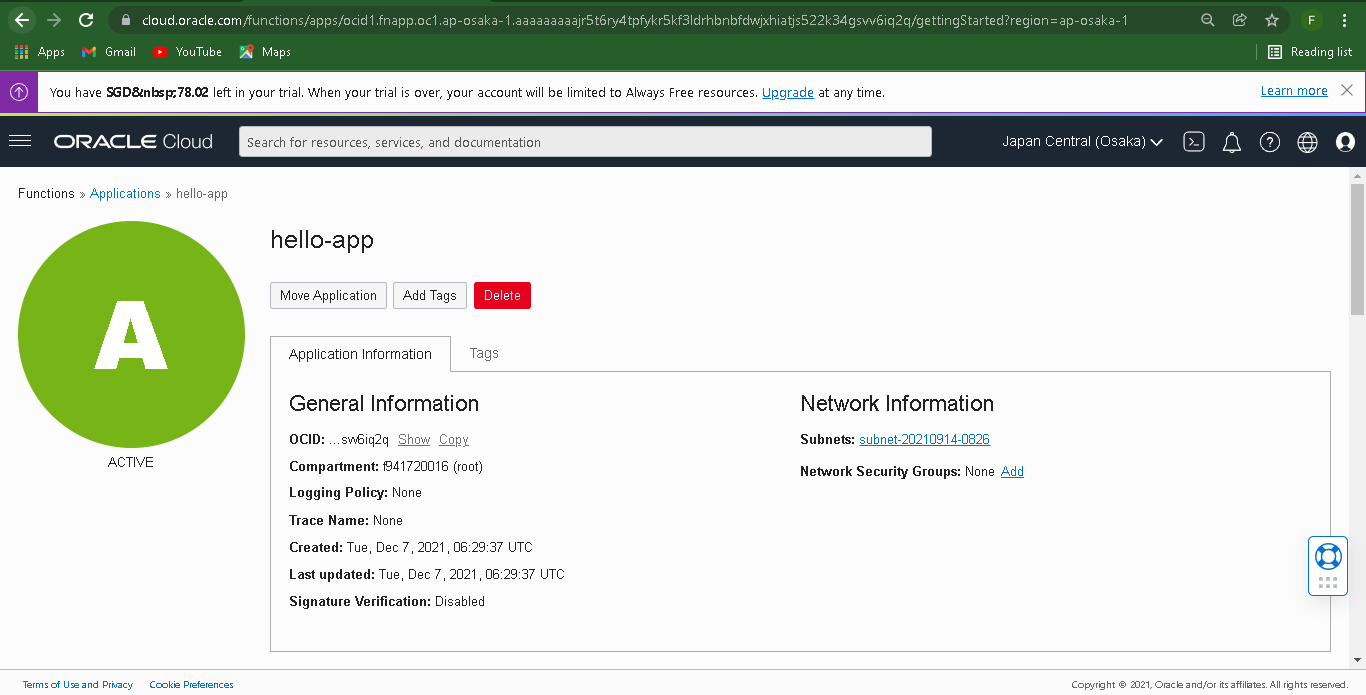 cloud.oracle.com/functions/apps/ocid1.fnapp.oc1.ap-osaka-1.aaaaaaaaajr5t6ry4tpfykr5kf3ldrhbnbfdwjxhiatjs522k34gsvv6iq2q/gettingStarted?region=ap-osaka-1 F
Apps Gmail YouTube Maps Reading list
You have SGD&nbsp;78.02 left in your trial. When your trial is over, your account will be limited to Always Free resources. Upgrade at any time. Learn more
ORACLE Cloud Search for resources, services, and documentation Japan Central (Osaka)
Functions » Applications » hello-app
A
ACTIVE
hello-app
Move Application Add Tags Delete
Application Information Tags
General Information
OCID: ...svv6iq2q Show Copy
Compartment: f941720016 (root)
Logging Policy: None
Trace Name: None
Created: Tue, Dec 7, 2021, 06:29:37 UTC
Last updated: Tue, Dec 7, 2021, 06:29:37 UTC
Signature Verification: Disabled
Network Information
Subnets: subnet-20210914-0826
Network Security Groups: None Add
Terms of Use and Privacy Cookie Preferences Copyright © 2021, Oracle and/or its affiliates. All rights reserved.